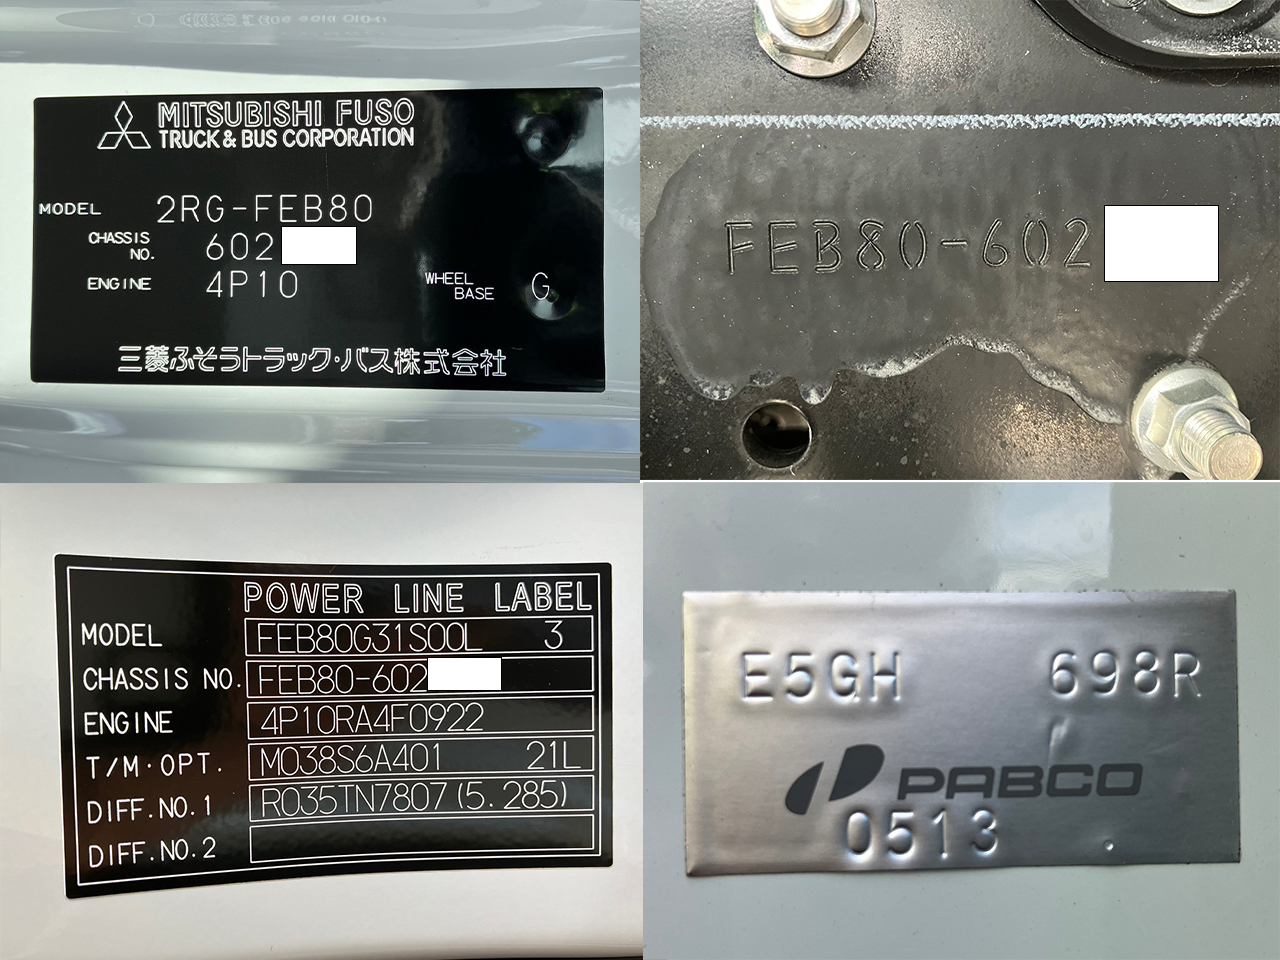 MITSUBISHI FUSO
TRUCK & BUS CORPORATION
MODEL 2RG-FEB80
CHASSIS NO. 602
ENGINE 4P10 WHEEL BASE G
三菱ふそうトラック・バス株式会社
FEB80-602
POWER LINE LABEL
MODEL FEB80G31S00L 3
CHASSIS NO. FEB80-602
ENGINE 4P10RA4F0922
T/M·OPT. M038S6A401 21L
DIFF.NO.1 R035TN7807(5.285)
DIFF.NO.2
E5GH 698R
PABCO
0513